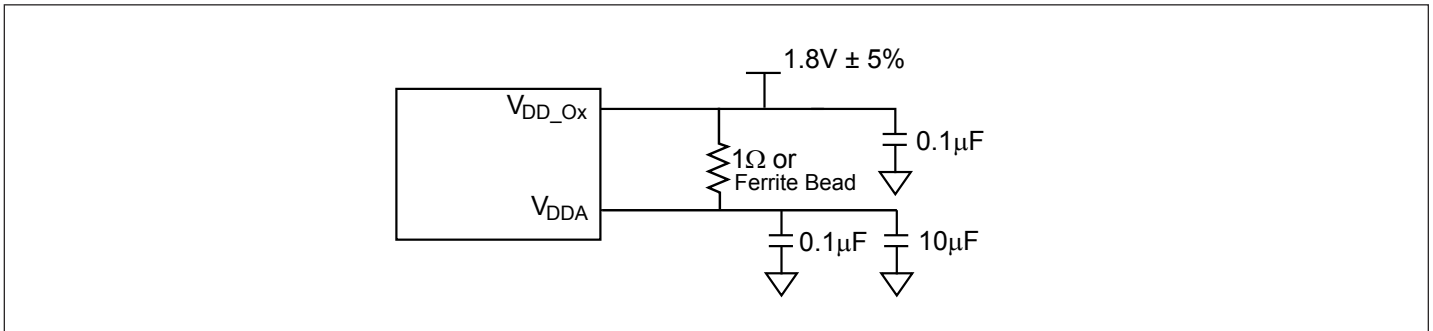 1.8V ± 5%
V_DD_Ox
0.1μF
1Ω or
Ferrite Bead
V_DDA
0.1μF
10μF